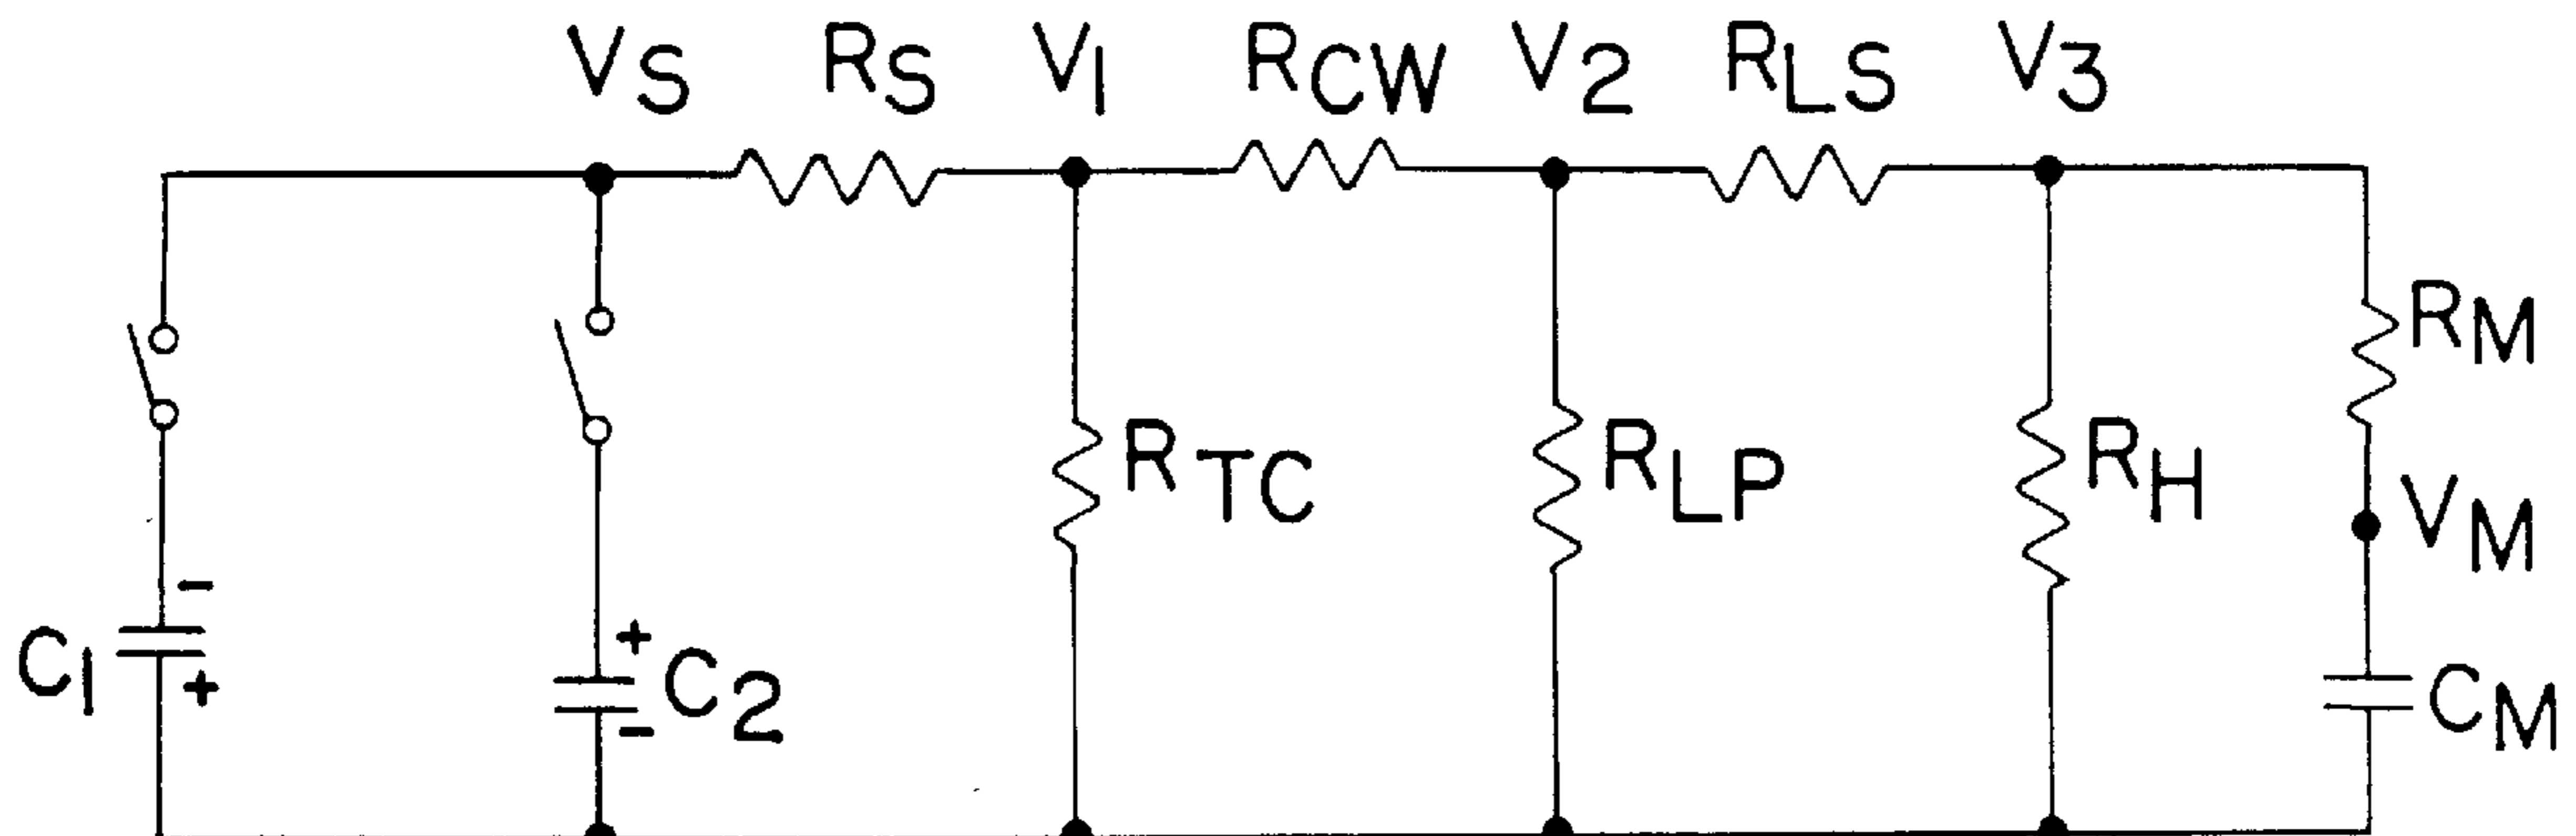 VS RS V1 RCW V2 RLS V3
RM
RTC RLP RH VM
-
C1 +
+ C2 -
CM